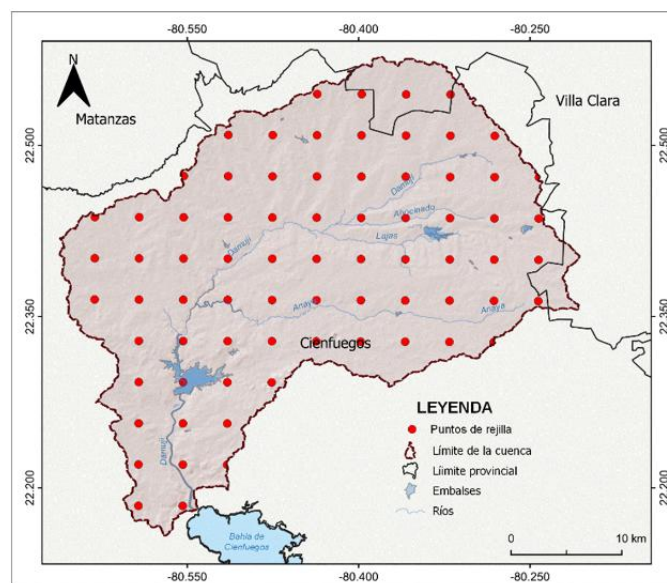 -80.550 -80.400 -80.250
N
Matanzas
Villa Clara
22.500 22.500
Damují
Ahorcado
Lajas
Damují
22.350 22.350
Anaya Anaya
Cienfuegos
LEYENDA
Puntos de rejilla
Límite de la cuenca
Líimite provincial
Embalses
Ríos
Damují
22.200 22.200
Bahía de
Cienfuegos
0 10 km
-80.550 -80.400 -80.250